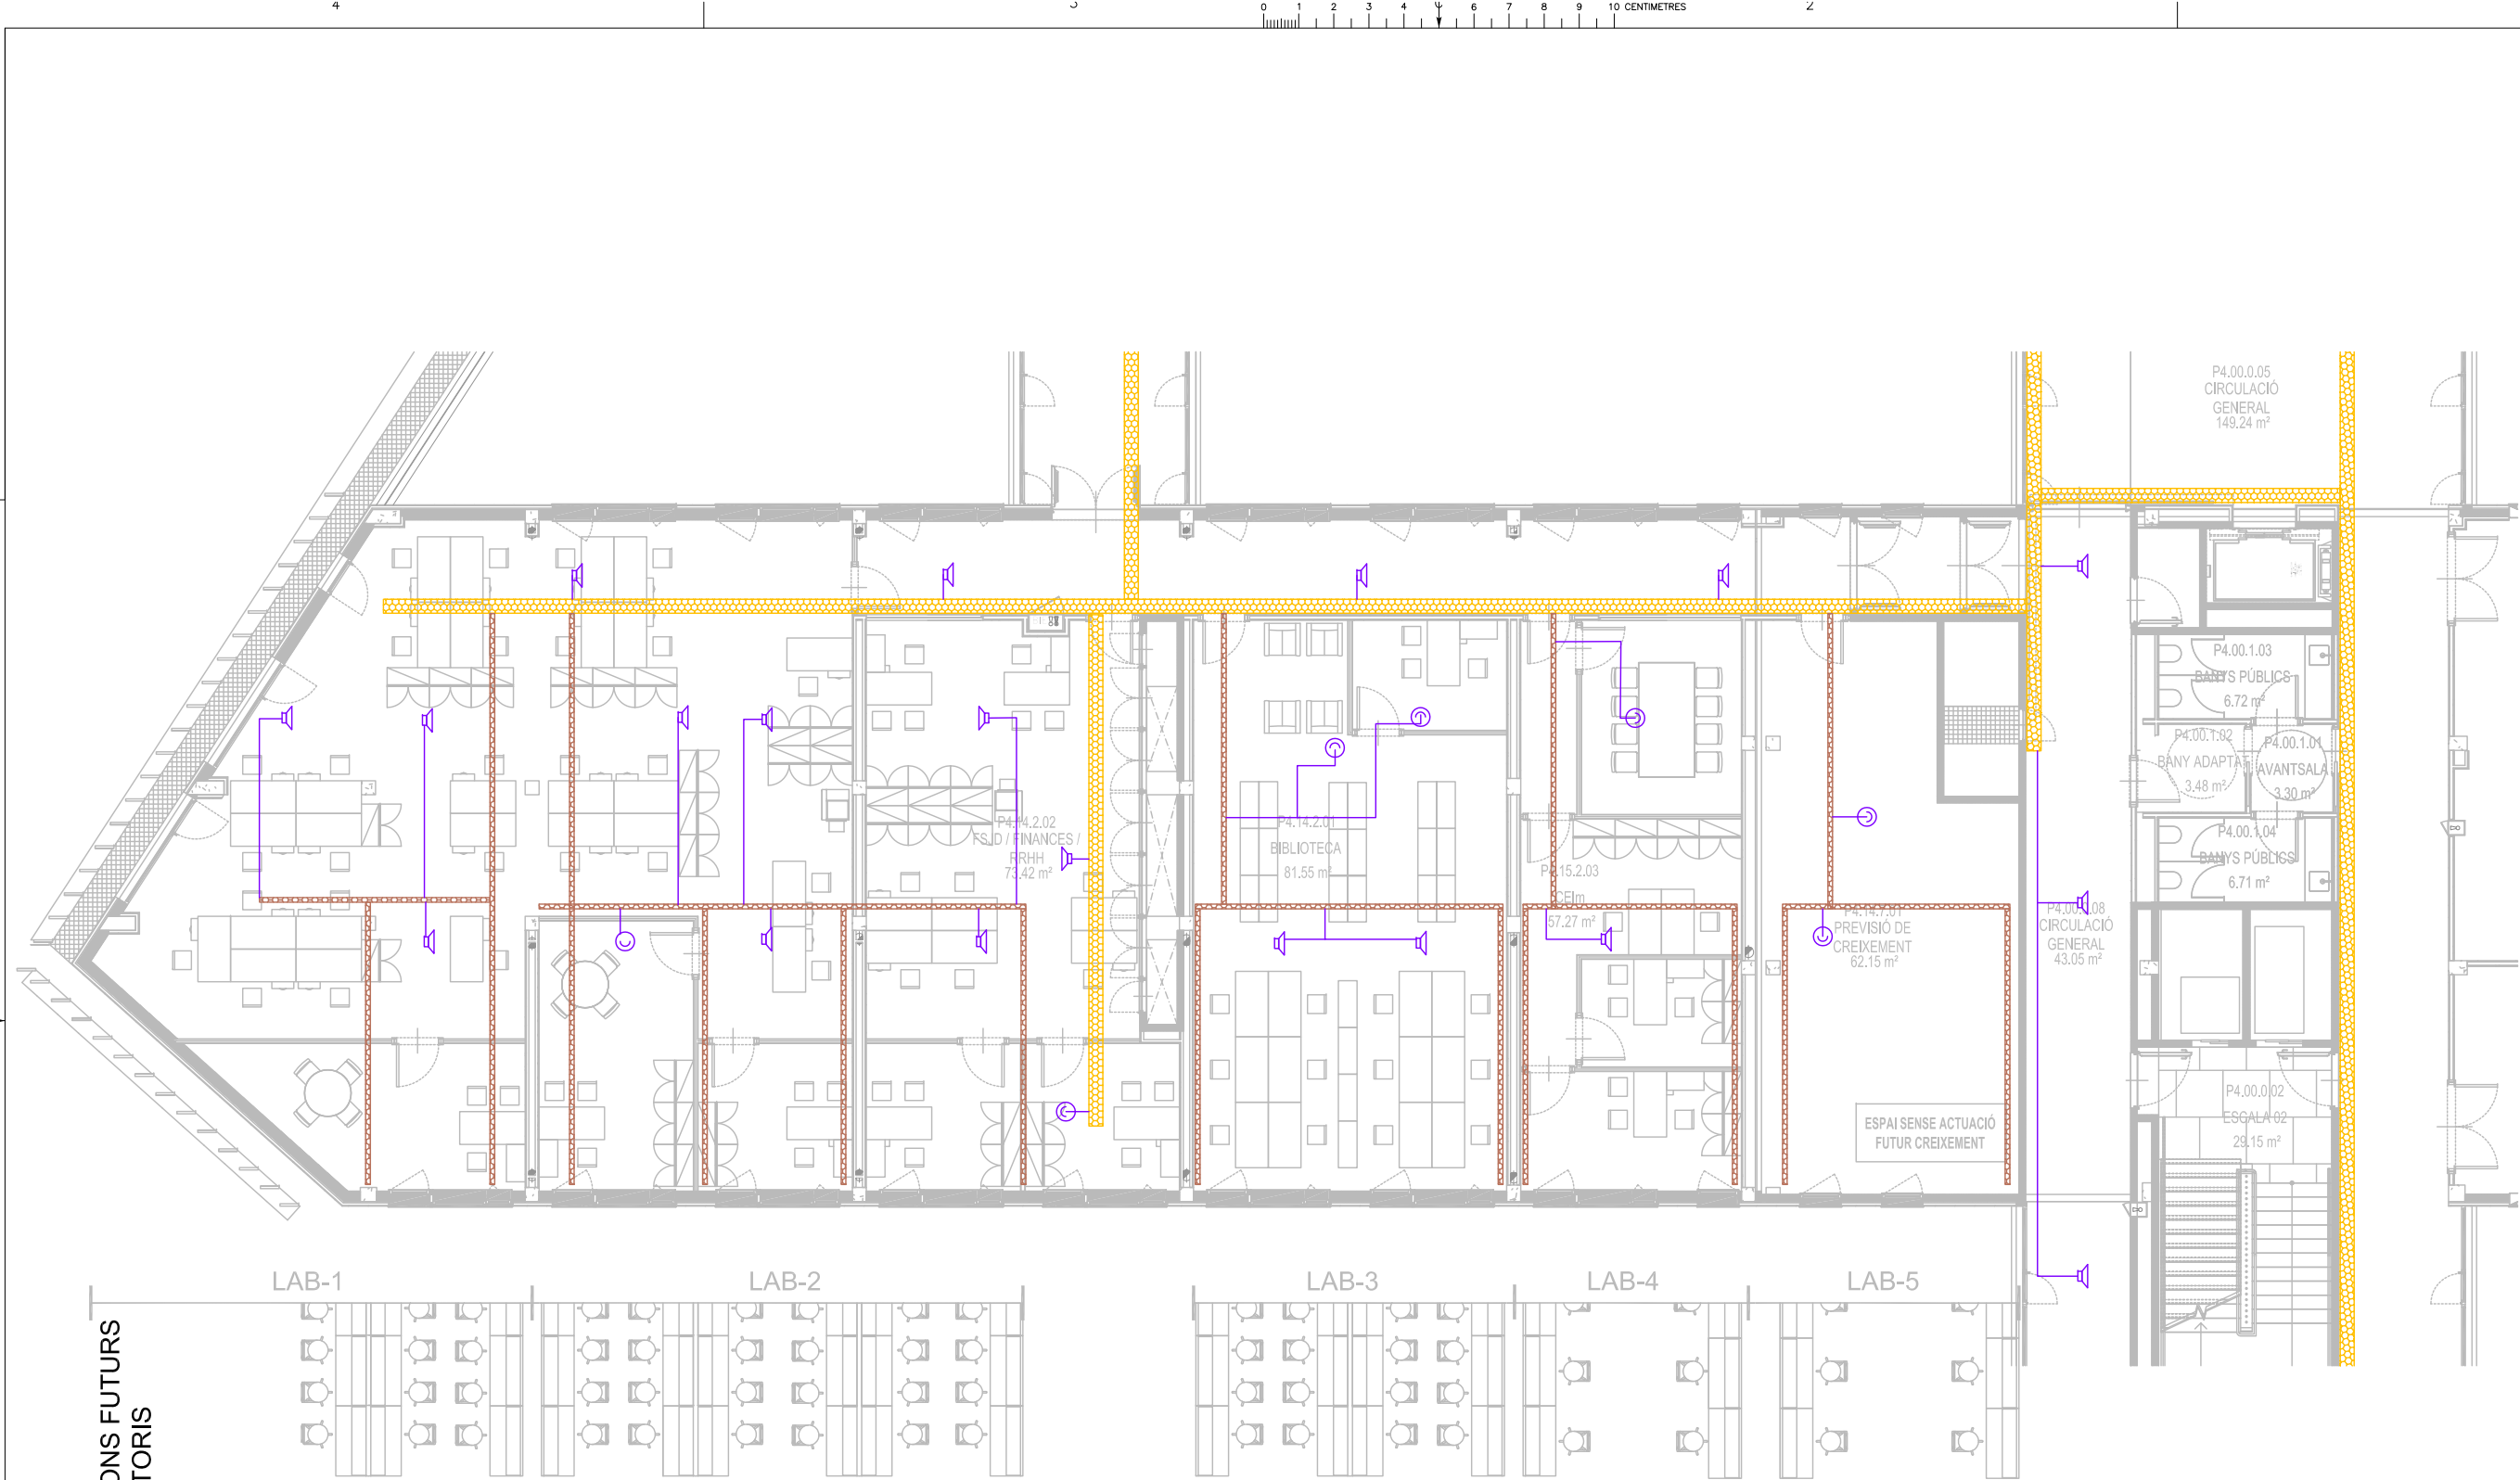 4
0 1 2 3 4 6 7 8 9 10 CENTIMETRES
P4.00.0.05
CIRCULACIÓ
GENERAL
149.24 m²
P4.00.1.03
BANYS PÚBLICS
6.72 m²
P4.00.1.02
BANY ADAPTAT
3.48 m²
P4.00.1.01
AVANTSALA
3.30 m²
P4.00.1.04
BANYS PÚBLICS
6.71 m²
P4.14.2.02
FS.D / FINANCES /
RRHH
73.42 m²
P4.14.2.01
BIBLIOTECA
81.55 m²
P4.15.2.03
CEIm
57.27 m²
P4.14.7.01
PREVISIÓ DE
CREIXEMENT
62.15 m²
CIRCULACIÓ
GENERAL
43.05 m²
P4.00.0.02
ESCALA 02
29.15 m²
ESPAI SENSE ACTUACIÓ
FUTUR CREIXEMENT
LAB-1
LAB-2
LAB-3
LAB-4
LAB-5
ONS FUTURS
TORIS